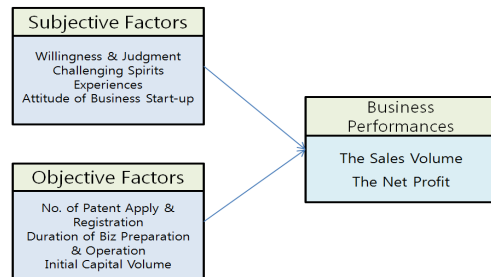 Subjective Factors
Willingness & Judgment
Challenging Spirits
Experiences
Attitude of Business Start-up
Business
Performances
The Sales Volume
The Net Profit
Objective Factors
No. of Patent Apply &
Registration
Duration of Biz Preparation
& Operation
Initial Capital Volume